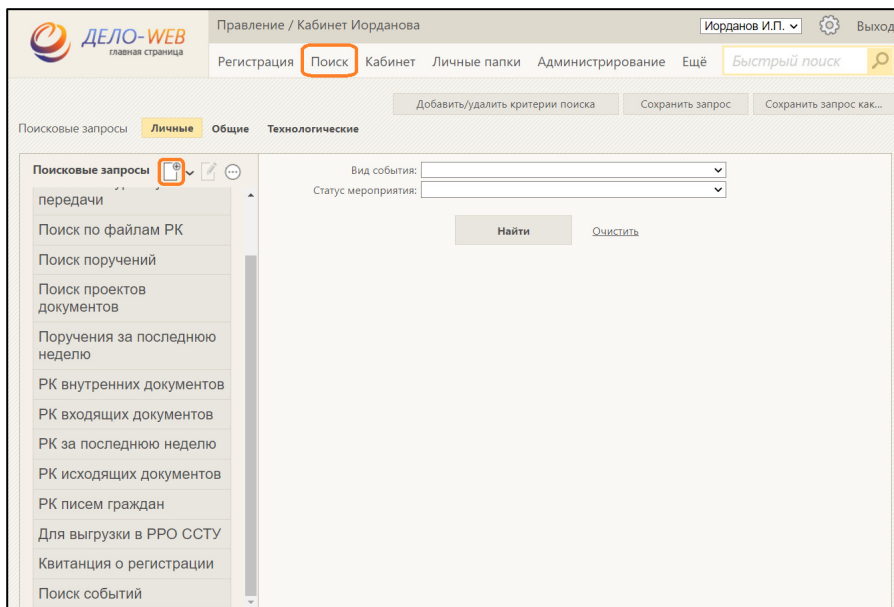 ДЕЛО-WEB
главная страница
Правление / Кабинет Иорданова
Иорданов И.П.
Выход
Регистрация Поиск Кабинет Личные папки Администрирование Ещё
Быстрый поиск
Добавить/удалить критерии поиска Сохранить запрос Сохранить запрос как...
Поисковые запросы Личные Общие Технологические
Поисковые запросы
передачи
Поиск по файлам РК
Поиск поручений
Поиск проектов
документов
Поручения за последнюю
неделю
РК внутренних документов
РК входящих документов
РК за последнюю неделю
РК исходящих документов
РК писем граждан
Для выгрузки в РРО ССТУ
Квитанция о регистрации
Поиск событий
Вид события:
Статус мероприятия:
Найти Очистить